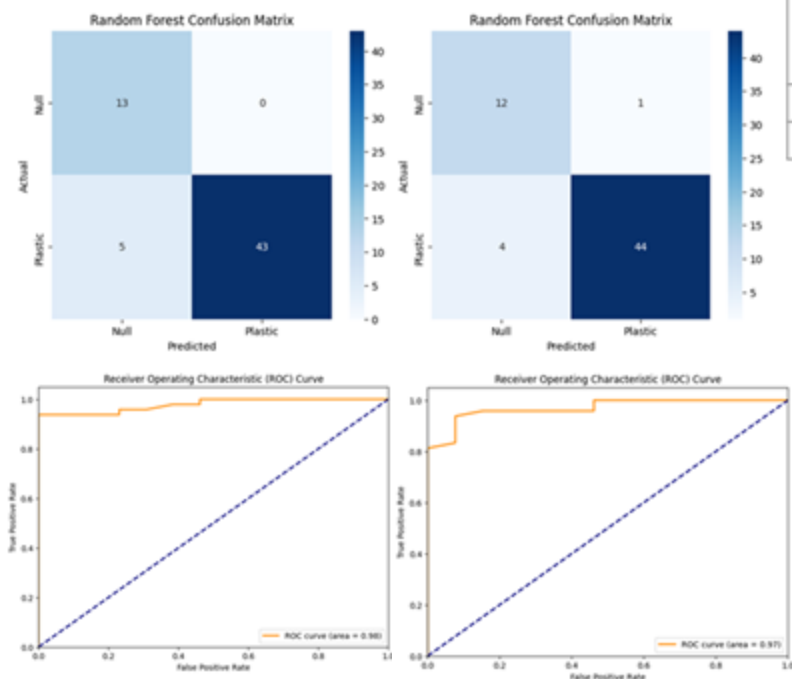 Random Forest Confusion Matrix
Actual
Null
Plastic
13
0
5
43
Null
Plastic
Predicted
40
35
30
25
20
15
10
5
0
Random Forest Confusion Matrix
Actual
Null
Plastic
12
1
4
44
Null
Plastic
Predicted
40
35
30
25
20
15
10
5
Receiver Operating Characteristic (ROC) Curve
True Positive Rate
1.0
0.8
0.6
0.4
0.2
0.0
0.0
0.2
0.4
0.6
0.8
1.0
False Positive Rate
ROC curve (area = 0.98)
Receiver Operating Characteristic (ROC) Curve
True Positive Rate
1.0
0.8
0.6
0.4
0.2
0.0
0.0
0.2
0.4
0.6
0.8
1.0
False Positive Rate
ROC curve (area = 0.97)